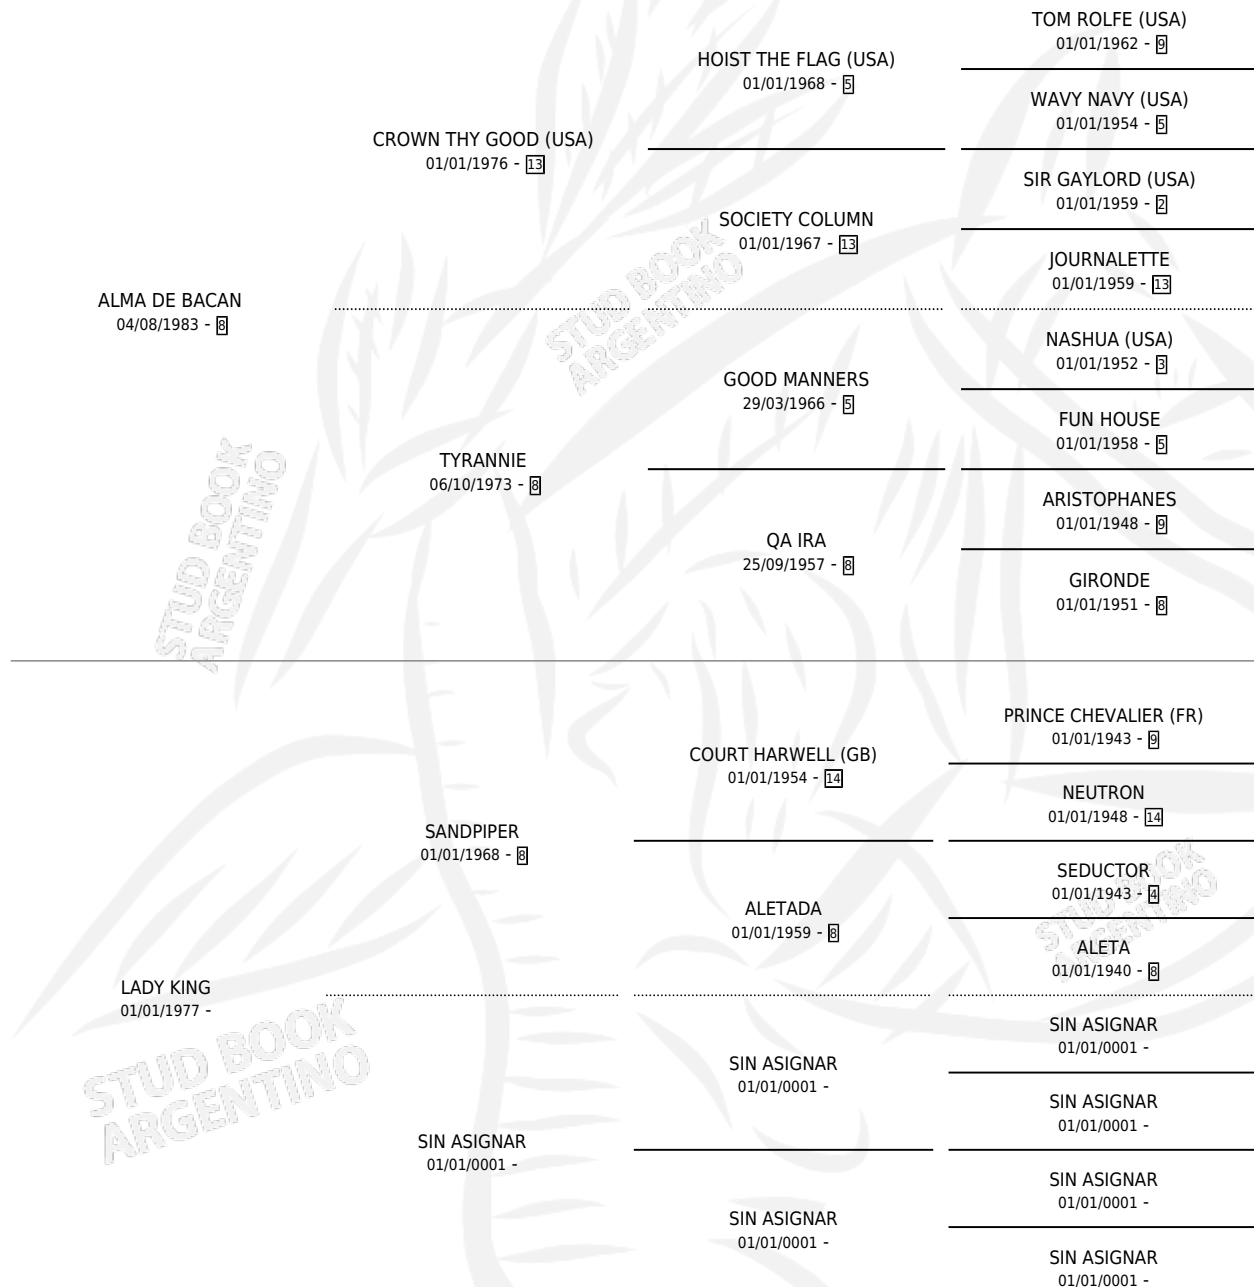 TOM ROLFE (USA)
01/01/1962 - 9
HOIST THE FLAG (USA)
01/01/1968 - 5
WAVY NAVY (USA)
01/01/1954 - 5
CROWN THY GOOD (USA)
01/01/1976 - 13
SIR GAYLORD (USA)
01/01/1959 - 2
SOCIETY COLUMN
01/01/1967 - 13
JOURNALETTE
01/01/1959 - 13
ALMA DE BACAN
04/08/1983 - 8
NASHUA (USA)
01/01/1952 - 3
GOOD MANNERS
29/03/1966 - 5
FUN HOUSE
01/01/1958 - 5
TYRANNIE
06/10/1973 - 8
ARISTOPHANES
01/01/1948 - 9
QA IRA
25/09/1957 - 8
GIRONDE
01/01/1951 - 8
STUD BOOK
ARGENTINO
STUD BOOK
ARGENTINO
PRINCE CHEVALIER (FR)
01/01/1943 - 9
COURT HARWELL (GB)
01/01/1954 - 14
NEUTRON
01/01/1948 - 14
SANDPIPER
01/01/1968 - 8
SEDUCTOR
01/01/1943 - 4
ALETADA
01/01/1959 - 8
ALETA
01/01/1940 - 8
STUD BOOK
ARGENTINO
LADY KING
01/01/1977 -
SIN ASIGNAR
01/01/0001 -
SIN ASIGNAR
01/01/0001 -
SIN ASIGNAR
01/01/0001 -
SIN ASIGNAR
01/01/0001 -
SIN ASIGNAR
01/01/0001 -
SIN ASIGNAR
01/01/0001 -
SIN ASIGNAR
01/01/0001 -
STUD BOOK
ARGENTINO